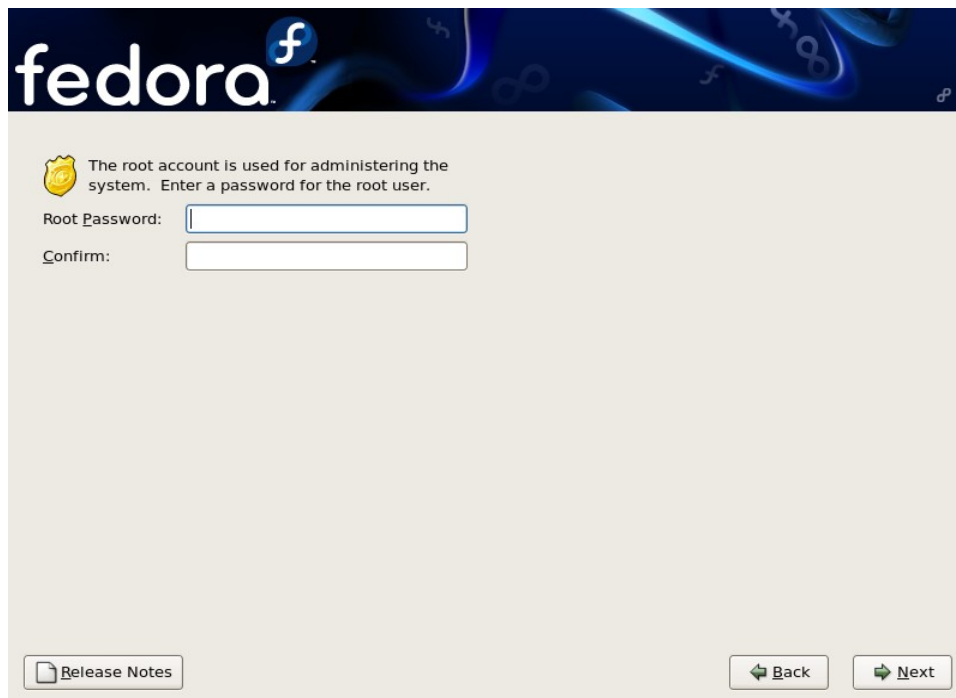 fedora
The root account is used for administering the
system.  Enter a password for the root user.
Root Password:
Confirm:
Release Notes
Back
Next